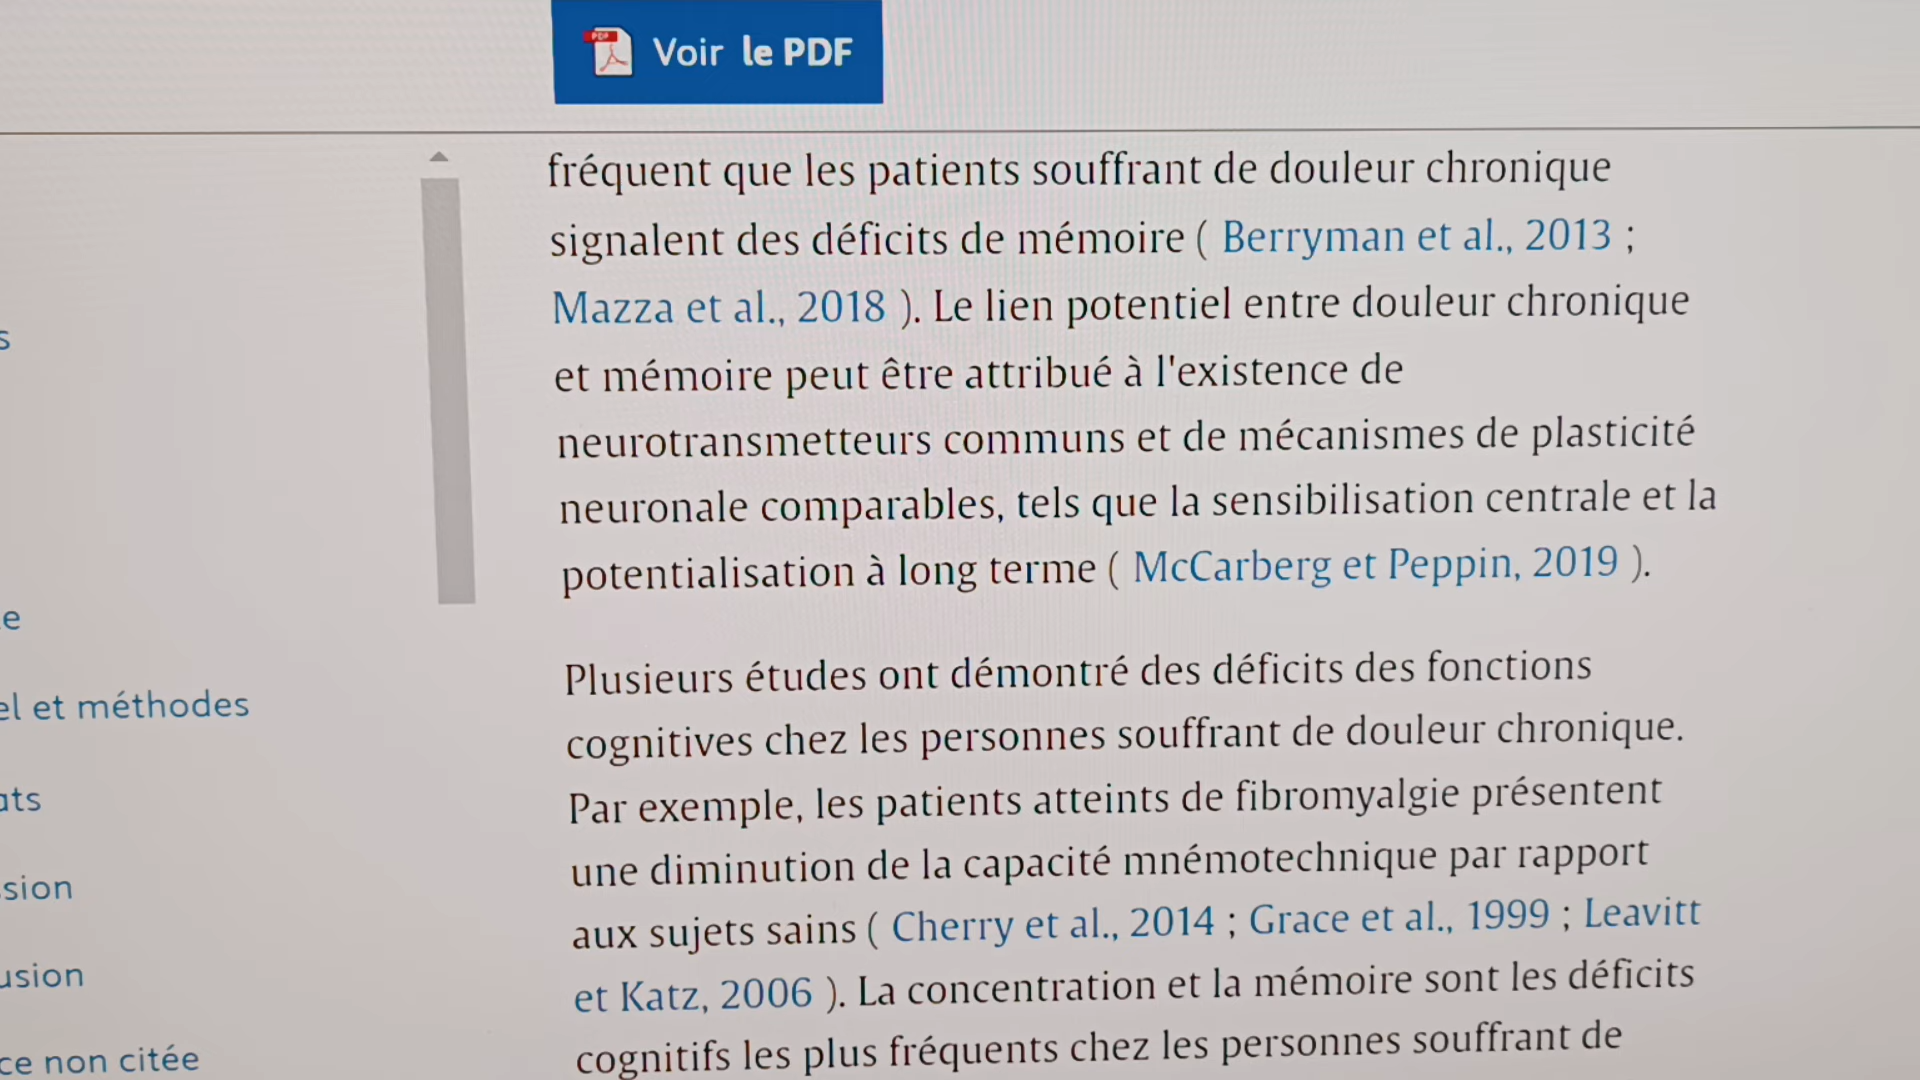 Voir le PDF
fréquent que les patients souffrant de douleur chronique
signalent des déficits de mémoire ( Berryman et al., 2013 ;
Mazza et al., 2018 ). Le lien potentiel entre douleur chronique
et mémoire peut être attribué à l'existence de
neurotransmetteurs communs et de mécanismes de plasticité
neuronale comparables, tels que la sensibilisation centrale et la
potentialisation à long terme ( McCarberg et Peppin, 2019 ).
Plusieurs études ont démontré des déficits des fonctions
cognitives chez les personnes souffrant de douleur chronique.
Par exemple, les patients atteints de fibromyalgie présentent
une diminution de la capacité mnémotechnique par rapport
aux sujets sains ( Cherry et al., 2014 ; Grace et al., 1999 ; Leavitt
et Katz, 2006 ). La concentration et la mémoire sont les déficits
cognitifs les plus fréquents chez les personnes souffrant de
s
e
el et méthodes
ats
ssion
usion
ce non citée